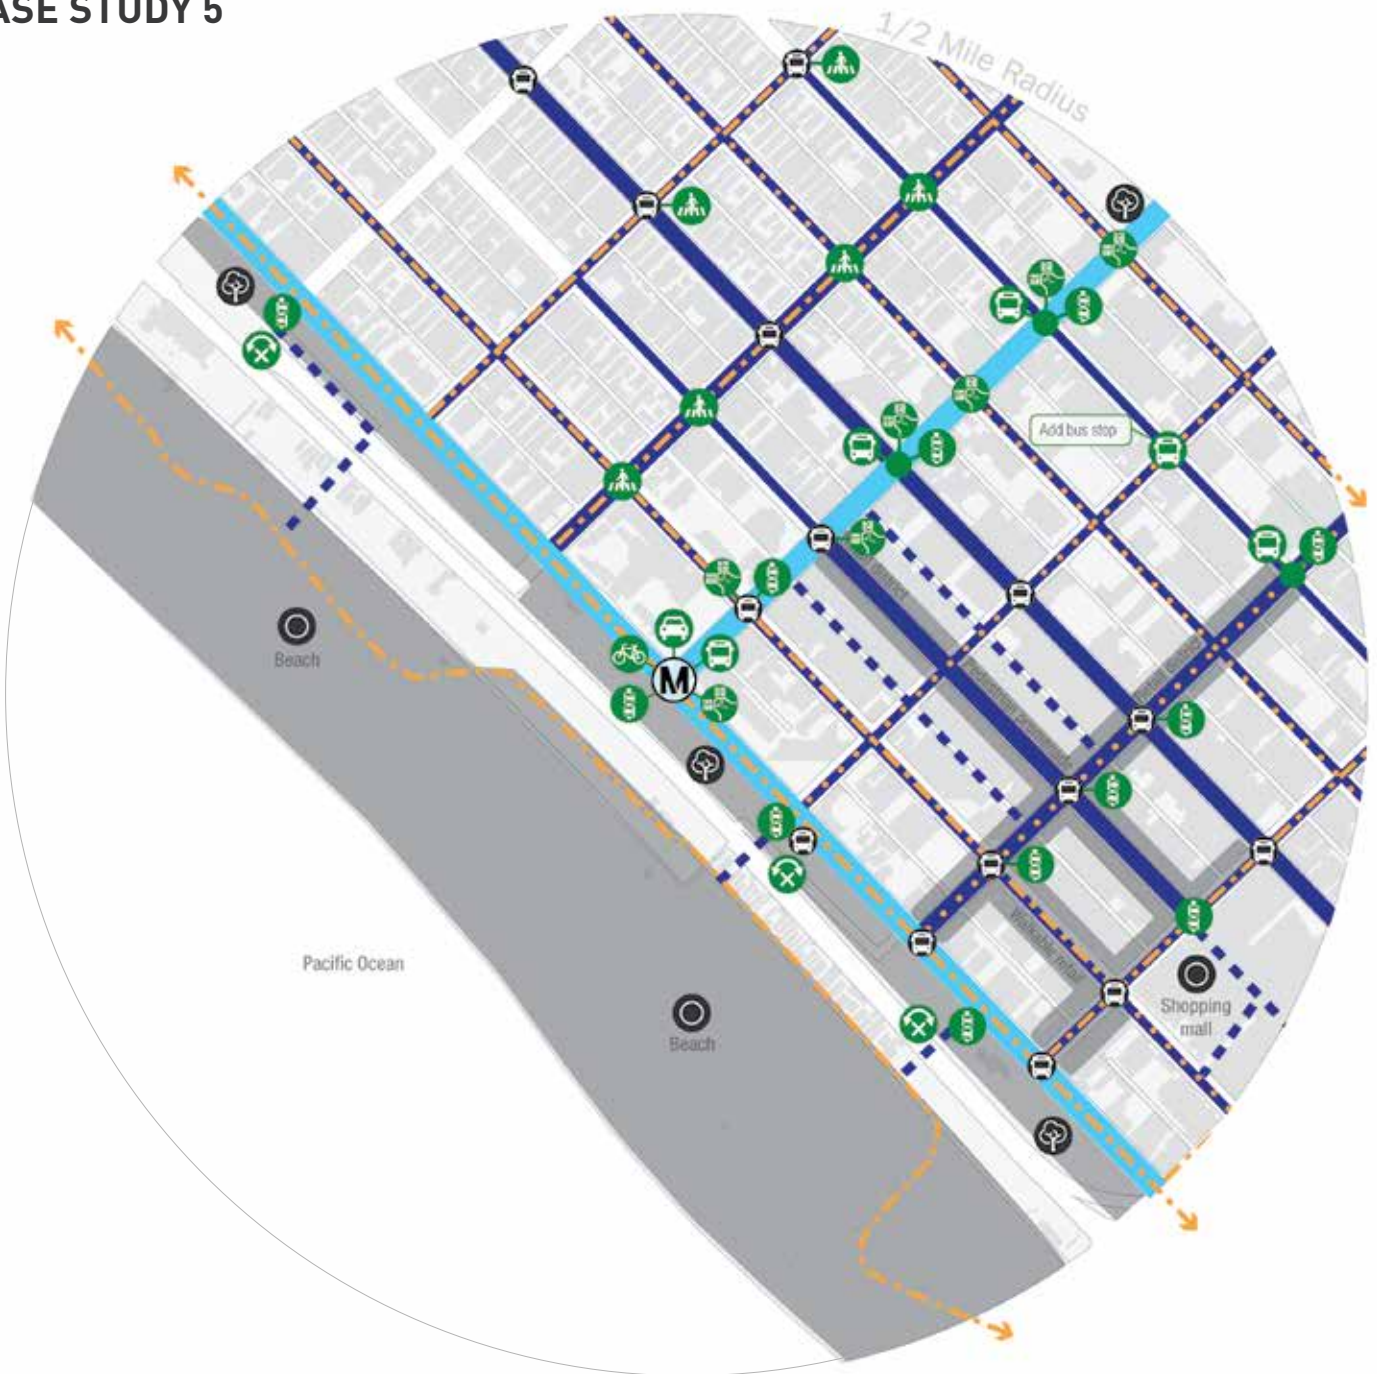 ASE STUDY 5
1/2 Mile Radius
Add bus stop
M
Beach
Shopping
mall
Pacific Ocean
Beach